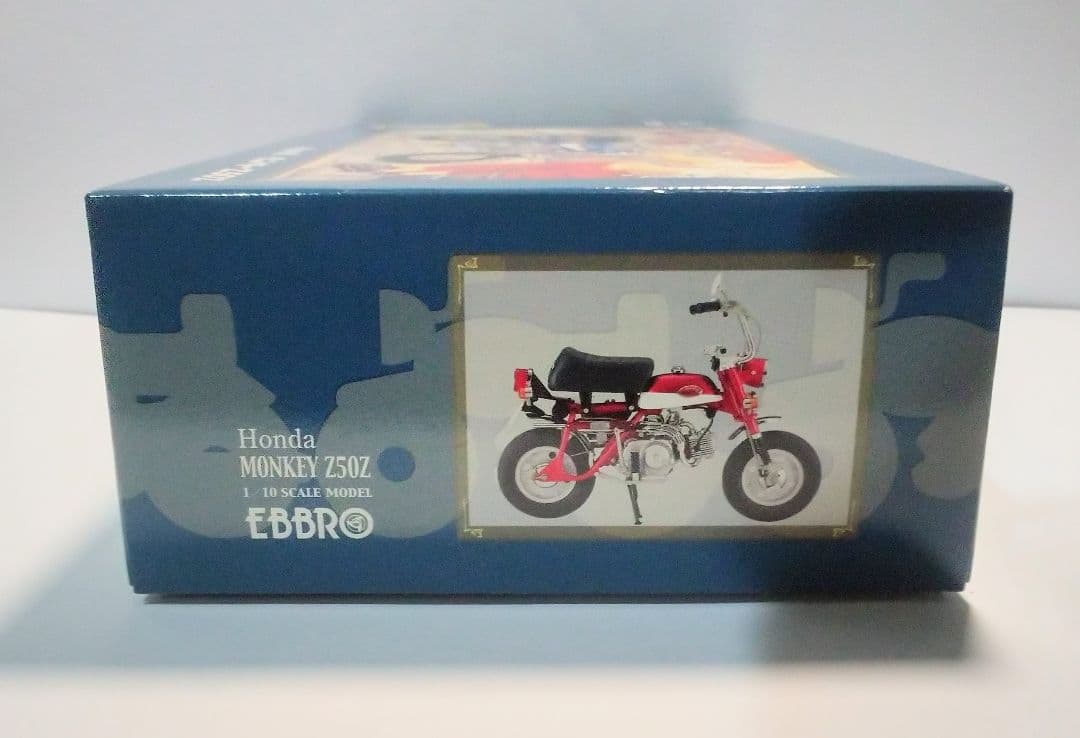 Honda
MONKEY Z50Z
1/10 SCALE MODEL
EBBRO